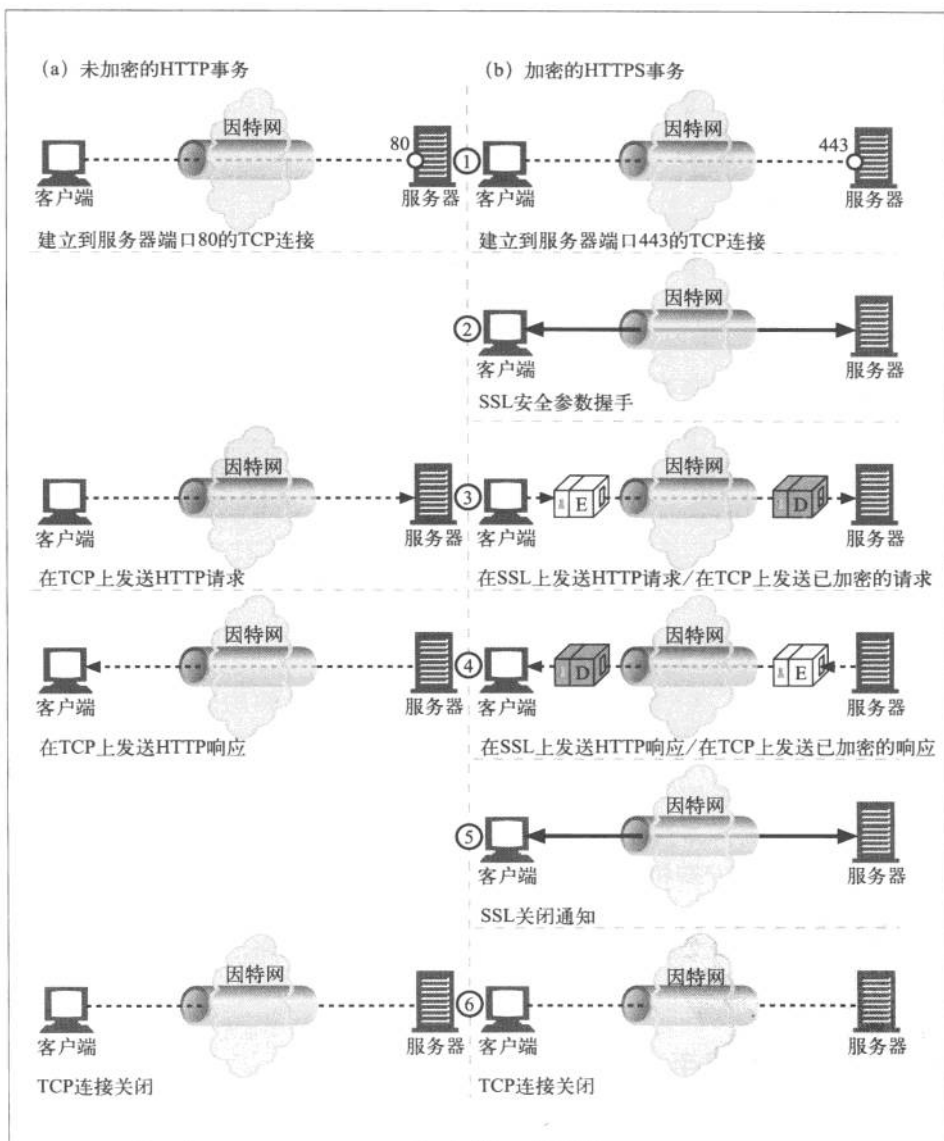 (a) 未加密的HTTP事务
(b) 加密的HTTPS事务
因特网
80
客户端
服务器
建立到服务器端口80的TCP连接
①
因特网
443
客户端
服务器
建立到服务器端口443的TCP连接
②
因特网
客户端
服务器
SSL安全参数握手
因特网
客户端
服务器
在TCP上发送HTTP请求
③
因特网
E
D
客户端
服务器
在SSL上发送HTTP请求/在TCP上发送已加密的请求
因特网
客户端
服务器
在TCP上发送HTTP响应
④
因特网
D
E
客户端
服务器
在SSL上发送HTTP响应/在TCP上发送已加密的响应
⑤
因特网
客户端
服务器
SSL关闭通知
因特网
客户端
服务器
TCP连接关闭
⑥
因特网
客户端
服务器
TCP连接关闭